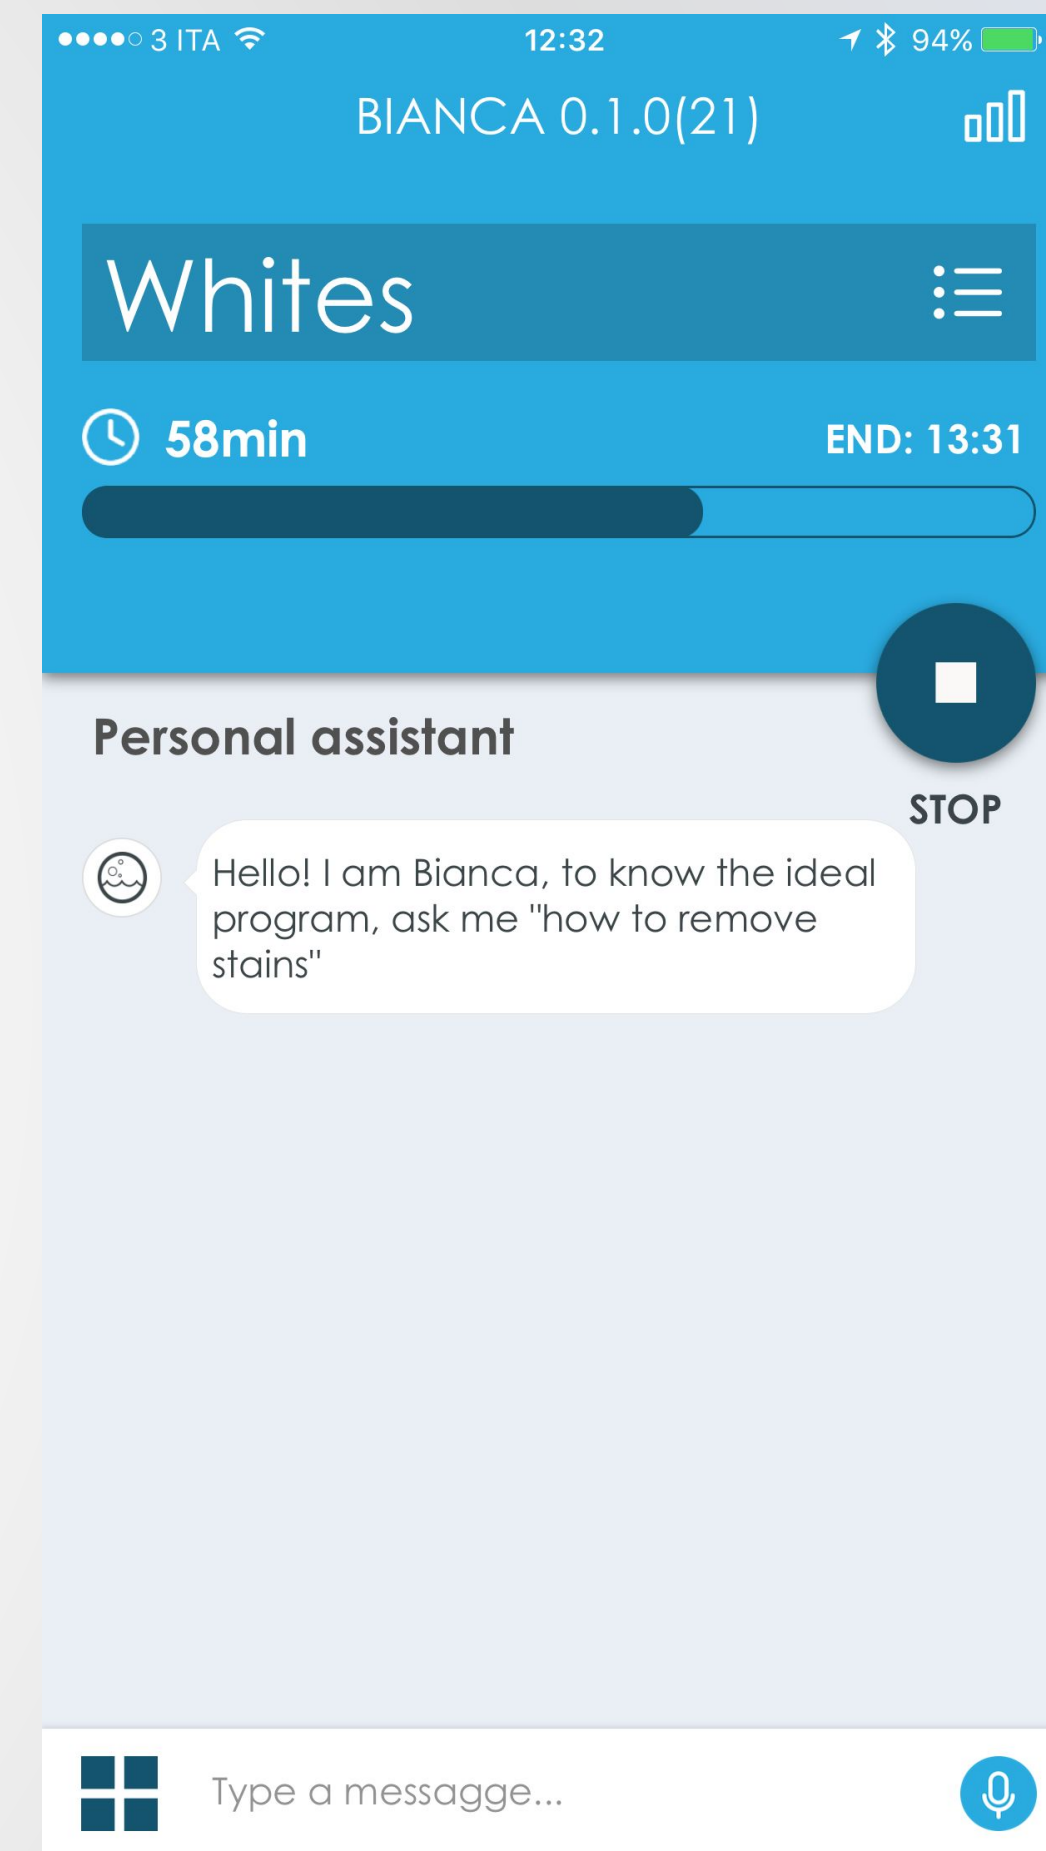 3 ITA 12:32 94%
BIANCA 0.1.0(21)
Whites
58min END: 13:31
Personal assistant
STOP
Hello! I am Bianca, to know the ideal
program, ask me "how to remove
stains"
Type a messagge...